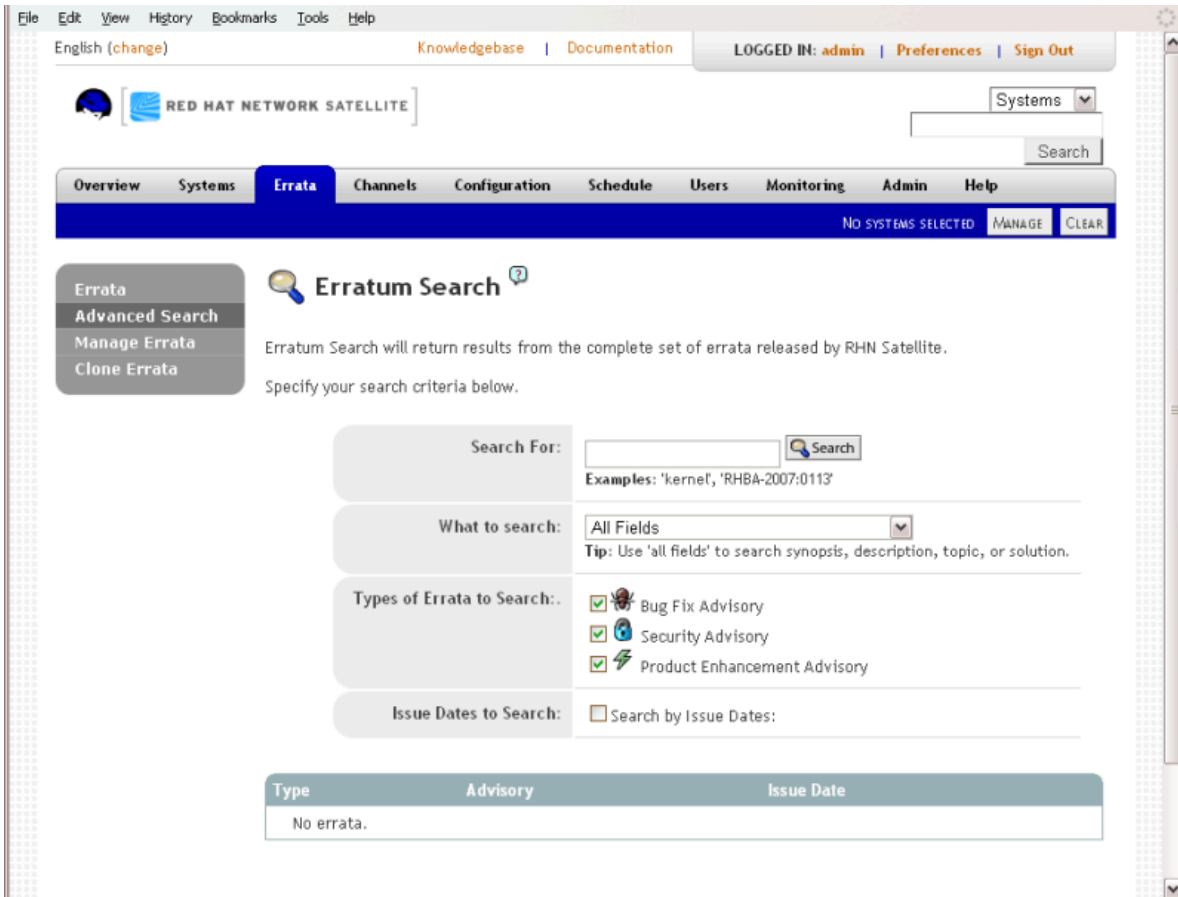 File Edit View History Bookmarks Tools Help
English (change) Knowledgebase | Documentation LOGGED IN: admin | Preferences | Sign Out
RED HAT NETWORK SATELLITE
Systems
Search
Overview Systems Errata Channels Configuration Schedule Users Monitoring Admin Help
NO SYSTEMS SELECTED MANAGE CLEAR
Errata
Advanced Search
Manage Errata
Clone Errata
Erratum Search ?
Erratum Search will return results from the complete set of errata released by RHN Satellite.
Specify your search criteria below.
Search For: Search
Examples: 'kernel', 'RHBA-2007:0113'
What to search: All Fields
Tip: Use 'all fields' to search synopsis, description, topic, or solution.
Types of Errata to Search:. Bug Fix Advisory
Security Advisory
Product Enhancement Advisory
Issue Dates to Search: Search by Issue Dates:
Type Advisory Issue Date
No errata.